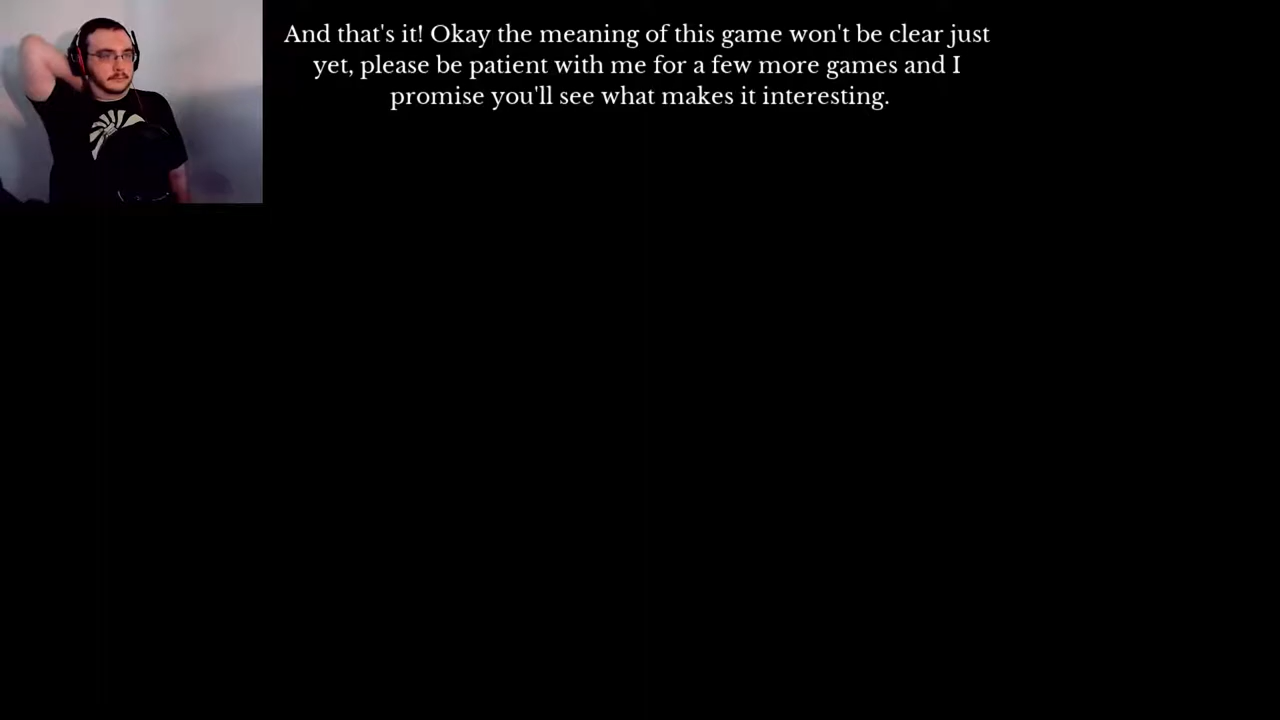 And that's it! Okay the meaning of this game won't be clear just
yet, please be patient with me for a few more games and I
promise you'll see what makes it interesting.